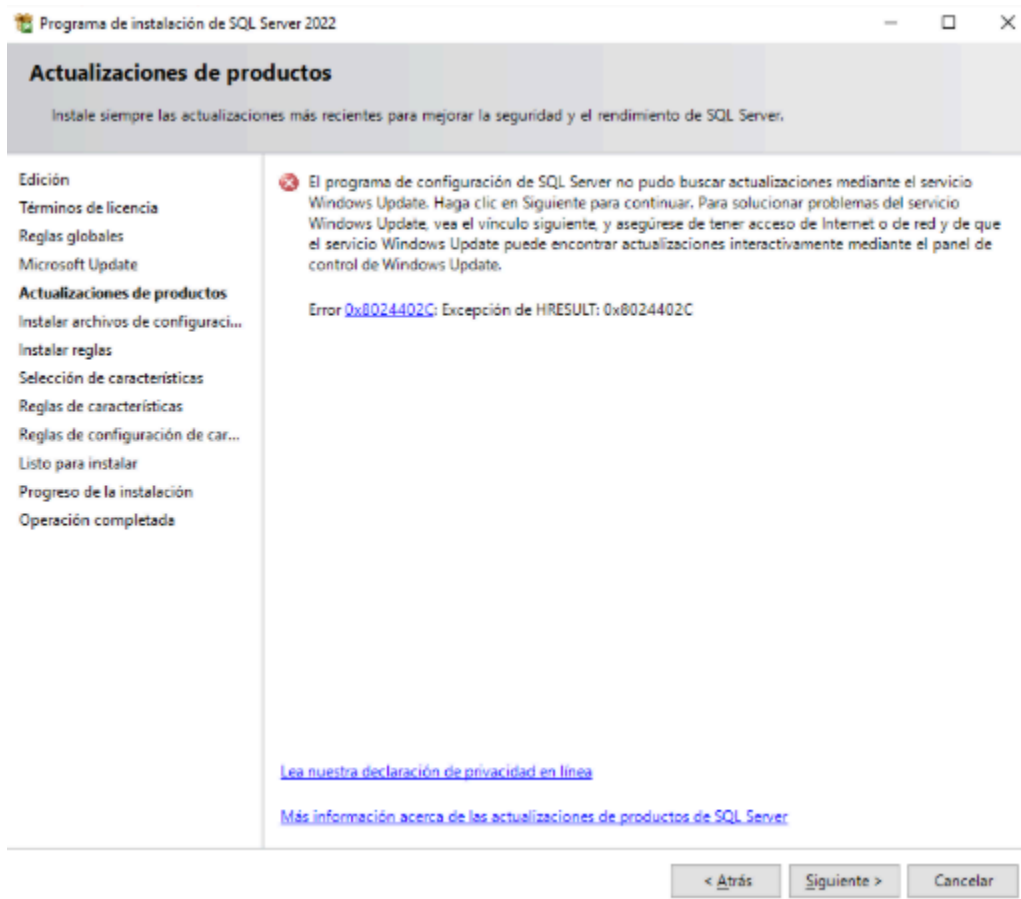 Programa de instalación de SQL Server 2022
Actualizaciones de productos
Instale siempre las actualizaciones más recientes para mejorar la seguridad y el rendimiento de SQL Server.
Edición
Términos de licencia
Reglas globales
Microsoft Update
Actualizaciones de productos
Instalar archivos de configuraci...
Instalar reglas
Selección de características
Reglas de características
Reglas de configuración de car...
Listo para instalar
Progreso de la instalación
Operación completada
El programa de configuración de SQL Server no pudo buscar actualizaciones mediante el servicio
Windows Update. Haga clic en Siguiente para continuar. Para solucionar problemas del servicio
Windows Update, vea el vínculo siguiente, y asegúrese de tener acceso de Internet o de red y de que
el servicio Windows Update puede encontrar actualizaciones interactivamente mediante el panel de
control de Windows Update.
Error 0x8024402C: Excepción de HRESULT: 0x8024402C
Lea nuestra declaración de privacidad en línea
Más información acerca de las actualizaciones de productos de SQL Server
< Atrás
Siguiente >
Cancelar